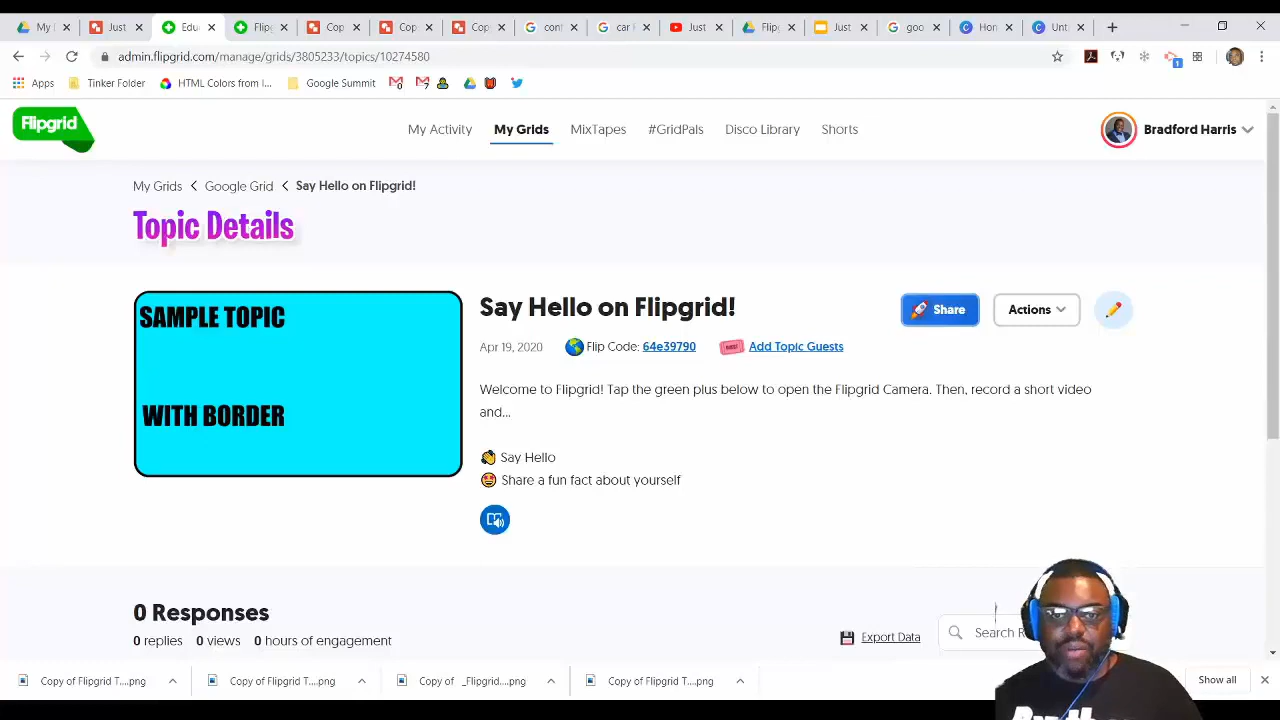 My
Just
Edu
Flip
Cop
Cop
Cop
cont
car
Just
Flip
Just
goo
Hon
Unt
admin.flipgrid.com/manage/grids/3805233/topics/10274580
Apps
Tinker Folder
HTML Colors from I...
Google Summit
Flipgrid
My Activity
My Grids
MixTapes
#GridPals
Disco Library
Shorts
Bradford Harris
My Grids
Google Grid
Say Hello on Flipgrid!
Topic Details
SAMPLE TOPIC
WITH BORDER
Say Hello on Flipgrid!
Share
Actions
Apr 19, 2020
Flip Code: 64e39790
Add Topic Guests
Welcome to Flipgrid! Tap the green plus below to open the Flipgrid Camera. Then, record a short video
and...
Say Hello
Share a fun fact about yourself
0 Responses
0 replies
0 views
0 hours of engagement
Export Data
Search
Copy of Flipgrid T....png
Copy of Flipgrid T....png
Copy of _Flipgrid....png
Copy of Flipgrid T....png
Show all